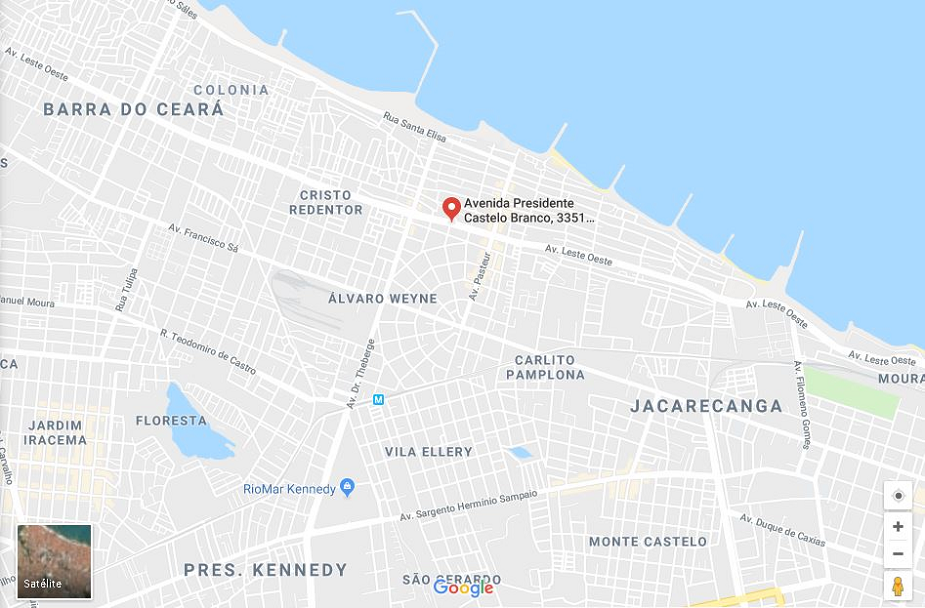 o Sáles
Av. Leste Oeste
COLONIA
BARRA DO CEARÁ
Rua Santa Elisa
S
CRISTO
REDENTOR
Avenida Presidente
Castelo Branco, 3351...
Av. Francisco Sá
Av. Leste Oeste
Av. Pasteur
Rua Tulipa
anuel Moura
ÁLVARO WEYNE
Av. Leste Oeste
R. Teodomiro de Castro
Av. Dr. Theberge
CARLITO
PAMPLONA
Av. Leste Oeste
CA
MOURA
M
JACARECANGA
Av. Filomeno Gomes
FLORESTA
JARDIM
IRACEMA
. Carvalho
VILA ELLERY
RioMar Kennedy
Av. Sargento Hermínio Sampaio
Av. Duque de Caxias
MONTE CASTELO
Satélite
PRES. KENNEDY
SÃO GERARDO
Google
ilho
+
−